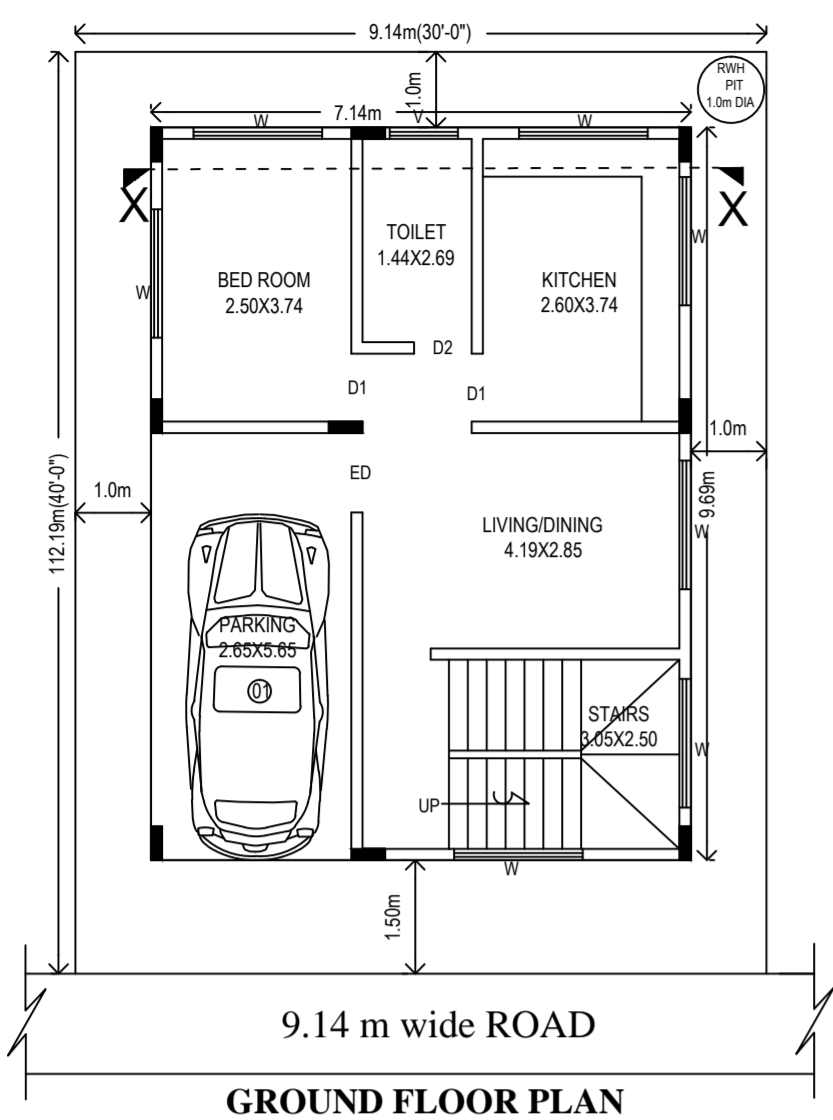 9.14m(30'-0")
1.0m
RWH
PIT
1.0m DIA
7.14m
W
V
W
X
X
TOILET
1.44X2.69
W
BED ROOM
2.50X3.74
KITCHEN
2.60X3.74
W
D2
D1
D1
1.0m
ED
112.19m(40'-0")
1.0m
9.69m
LIVING/DINING
4.19X2.85
W
PARKING
2.65X5.65
01
STAIRS
3.05X2.50
W
UP
W
1.50m
9.14 m wide ROAD
GROUND FLOOR PLAN